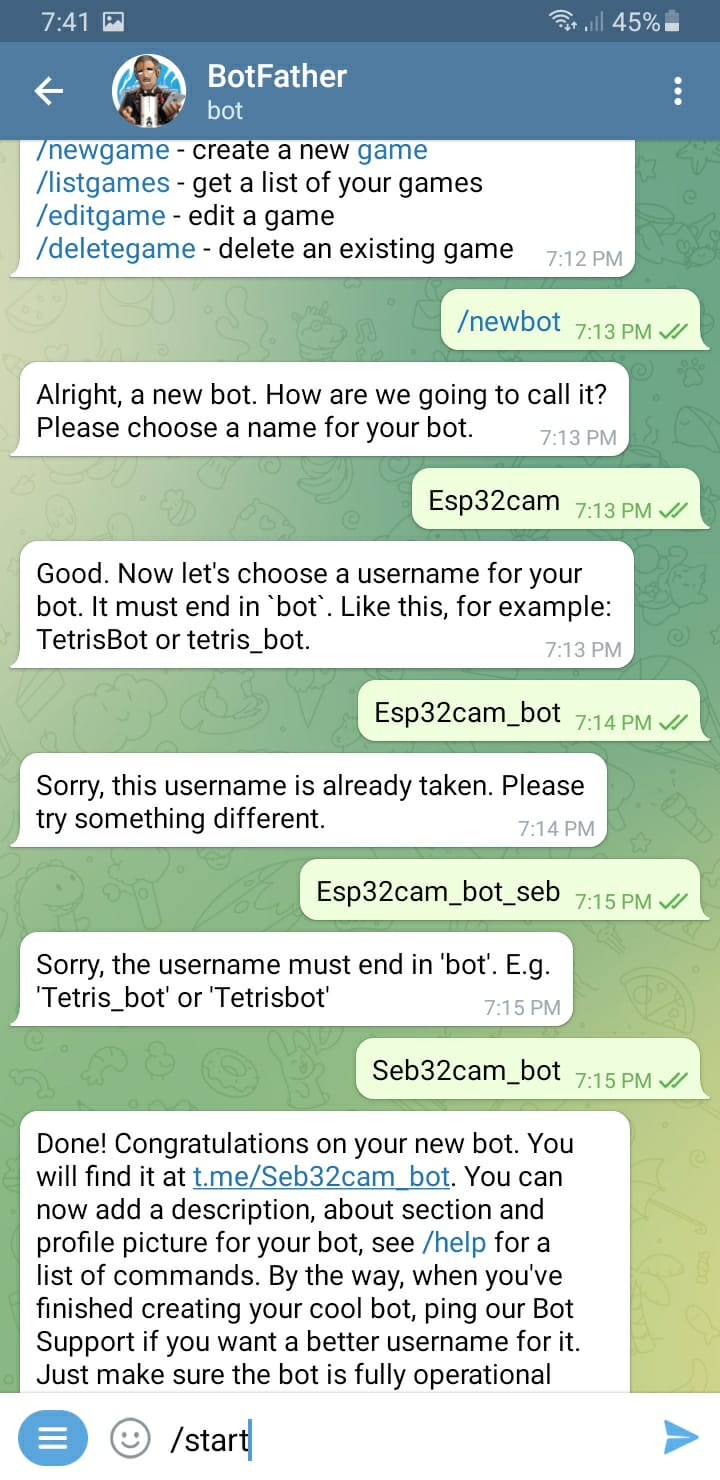 7:41 45%
BotFather
bot
/newgame - create a new game
/listgames - get a list of your games
/editgame - edit a game
/deletegame - delete an existing game 7:12 PM
/newbot 7:13 PM
Alright, a new bot. How are we going to call it?
Please choose a name for your bot. 7:13 PM
Esp32cam 7:13 PM
Good. Now let's choose a username for your
bot. It must end in `bot`. Like this, for example:
TetrisBot or tetris_bot. 7:13 PM
Esp32cam_bot 7:14 PM
Sorry, this username is already taken. Please
try something different. 7:14 PM
Esp32cam_bot_seb 7:15 PM
Sorry, the username must end in 'bot'. E.g.
'Tetris_bot' or 'Tetrisbot' 7:15 PM
Seb32cam_bot 7:15 PM
Done! Congratulations on your new bot. You
will find it at t.me/Seb32cam_bot. You can
now add a description, about section and
profile picture for your bot, see /help for a
list of commands. By the way, when you've
finished creating your cool bot, ping our Bot
Support if you want a better username for it.
Just make sure the bot is fully operational
/start